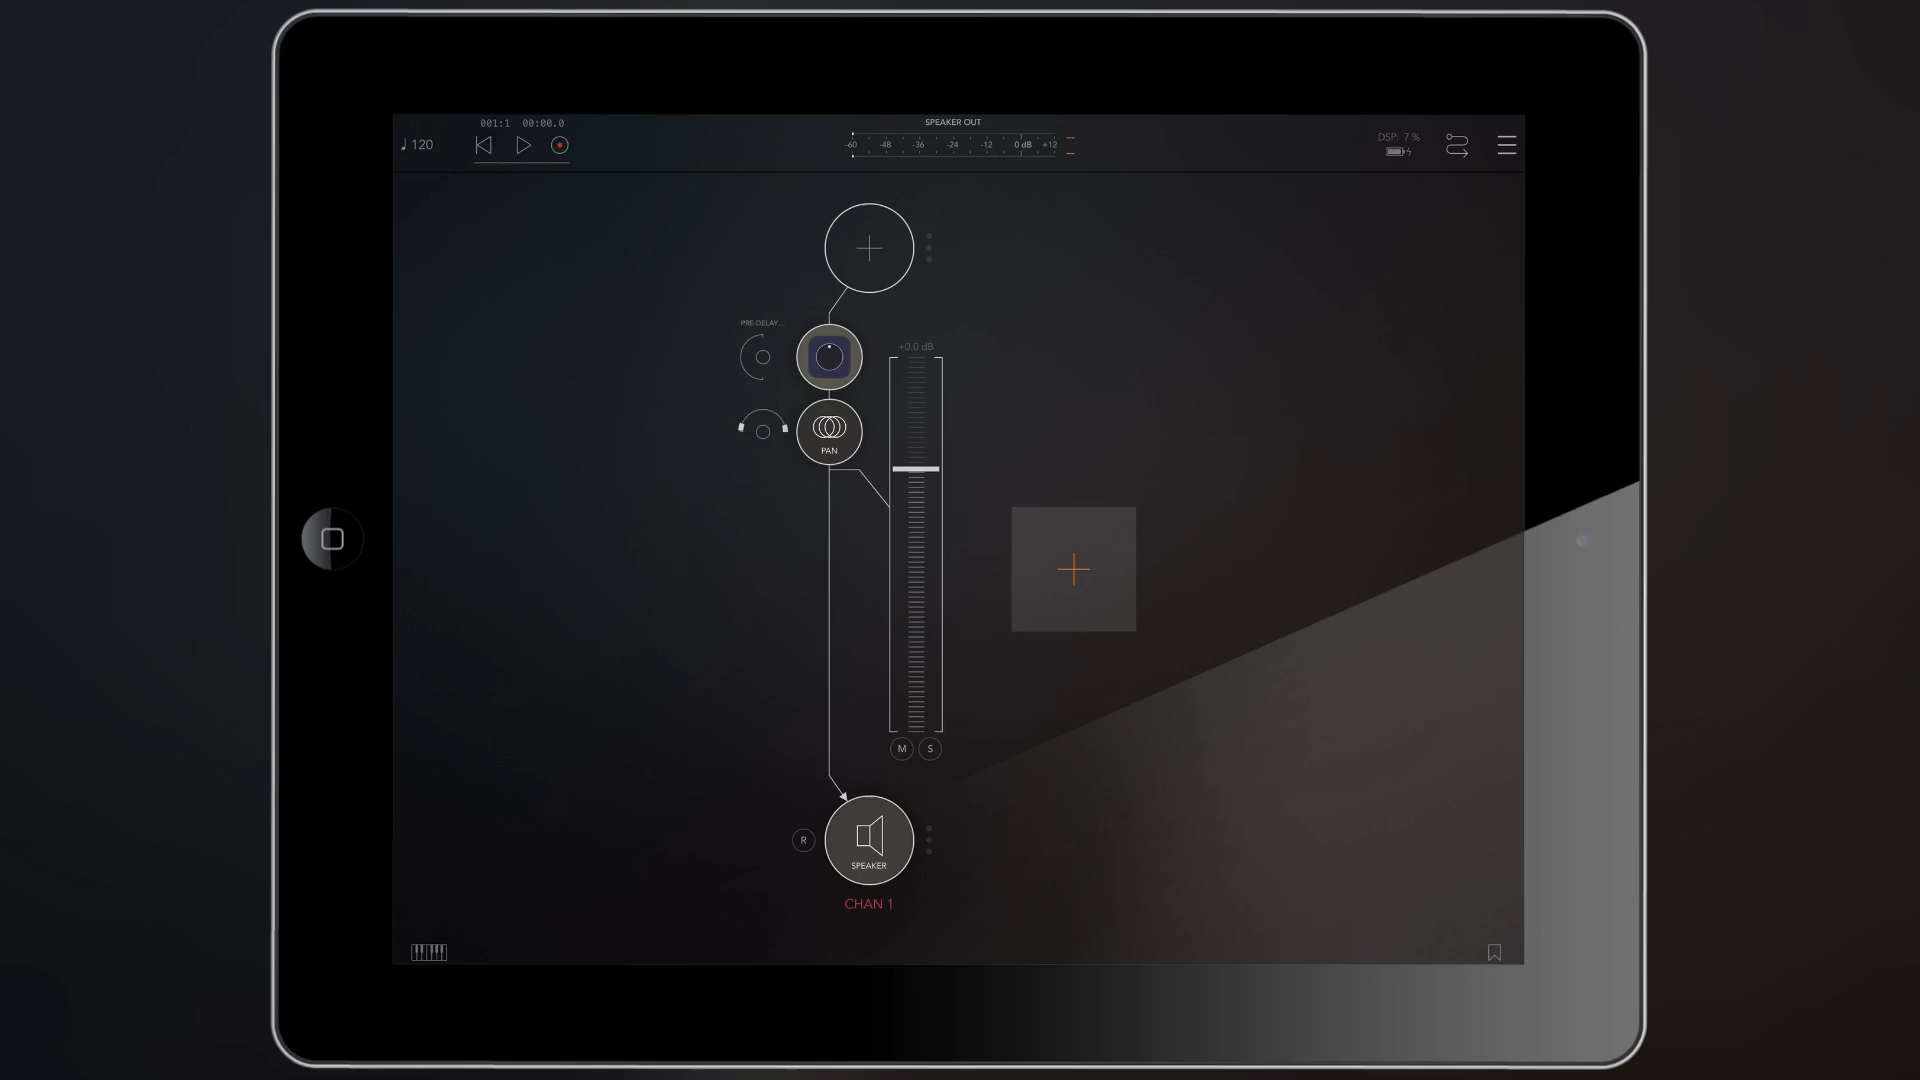 ♩ 120
001:1 00:00.0
SPEAKER OUT
-60 -48 -36 -24 -12 0 dB +12
DSP: 7 %
PRE-DELAY...
+0.0 dB
PAN
M S
R
SPEAKER
CHAN 1